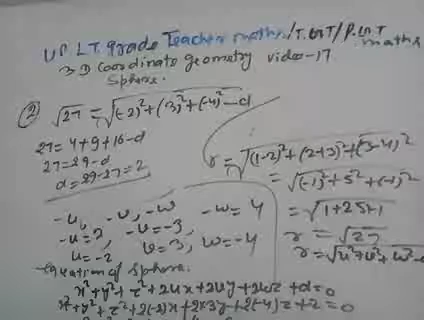 UP LT. grade Teacher maths/T.GT/P.GT maths
3D Coordinate geometry video-17
Sphere.
② √27 = √(-2)²+(3)²+(-4)²-d
27=4+9+16-d
27=29-d
d=29-27=2
r=√(1-2)²+(2+3)²+(3-4)²
=√(-1)²+5²+(-1)²
=√1+25+1
r=√27
r=√u²+v²+w²-d
-u, -v, -w
-u=2, -v=-3, -w=4
u=-2 v=3, w=-4
equation of sphere.
x²+y²+z²+2ux+2vy+2wz+d=0
x²+y²+z²+2(-2)x+2×3y+2(-4)z+2=0